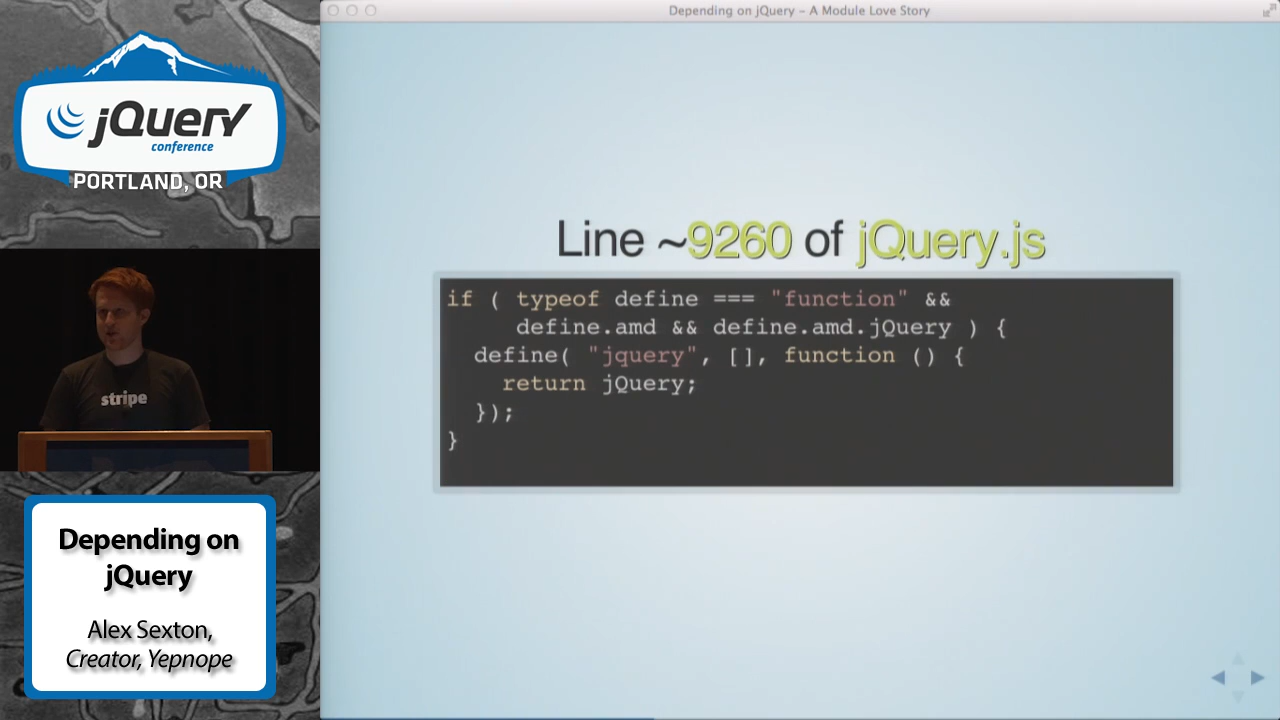 Depending on jQuery – A Module Love Story
jQuery
conference
PORTLAND, OR
Line ~9260 of jQuery.js
if ( typeof define === "function" &&
define.amd && define.amd.jQuery ) {
define( "jquery", [], function () {
return jQuery;
});
}
stripe
Depending on
jQuery
Alex Sexton,
Creator, Yepnope